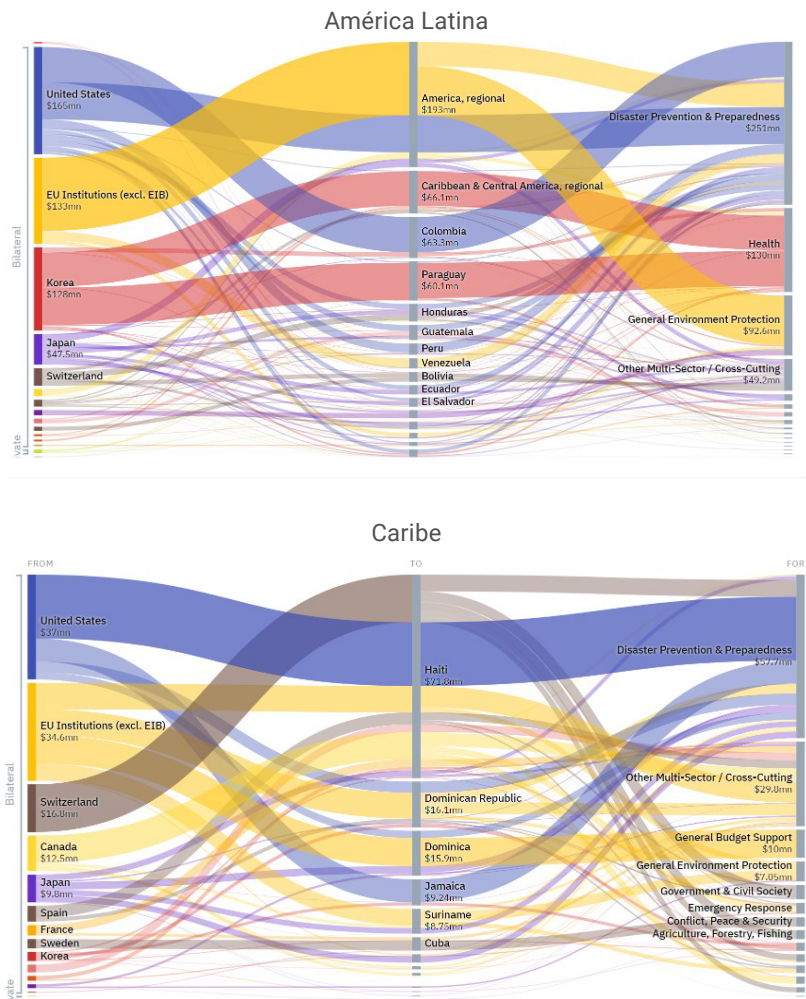 América Latina
United States
$165mn
EU Institutions (excl. EIB)
$133mn
Korea
$128mn
Japan
$47.5mn
Switzerland
Bilateral
vate
America, regional
$193mn
Caribbean & Central America, regional
$66.1mn
Colombia
$63.3mn
Paraguay
$60.1mn
Honduras
Guatemala
Peru
Venezuela
Bolivia
Ecuador
El Salvador
Disaster Prevention & Preparedness
$251mn
Health
$130mn
General Environment Protection
$92.6mn
Other Multi-Sector / Cross-Cutting
$49.2mn
Caribe
FROM
TO
FOR
United States
$37mn
EU Institutions (excl. EIB)
$34.6mn
Switzerland
$16.8mn
Canada
$12.5mn
Japan
$9.8mn
Spain
France
Sweden
Korea
Bilateral
vate
Haiti
$71.8mn
Dominican Republic
$16.1mn
Dominica
$15.9mn
Jamaica
$9.24mn
Suriname
$8.75mn
Cuba
Disaster Prevention & Preparedness
$57.7mn
Other Multi-Sector / Cross-Cutting
$29.8mn
General Budget Support
$10mn
General Environment Protection
$7.05mn
Government & Civil Society
Emergency Response
Conflict, Peace & Security
Agriculture, Forestry, Fishing